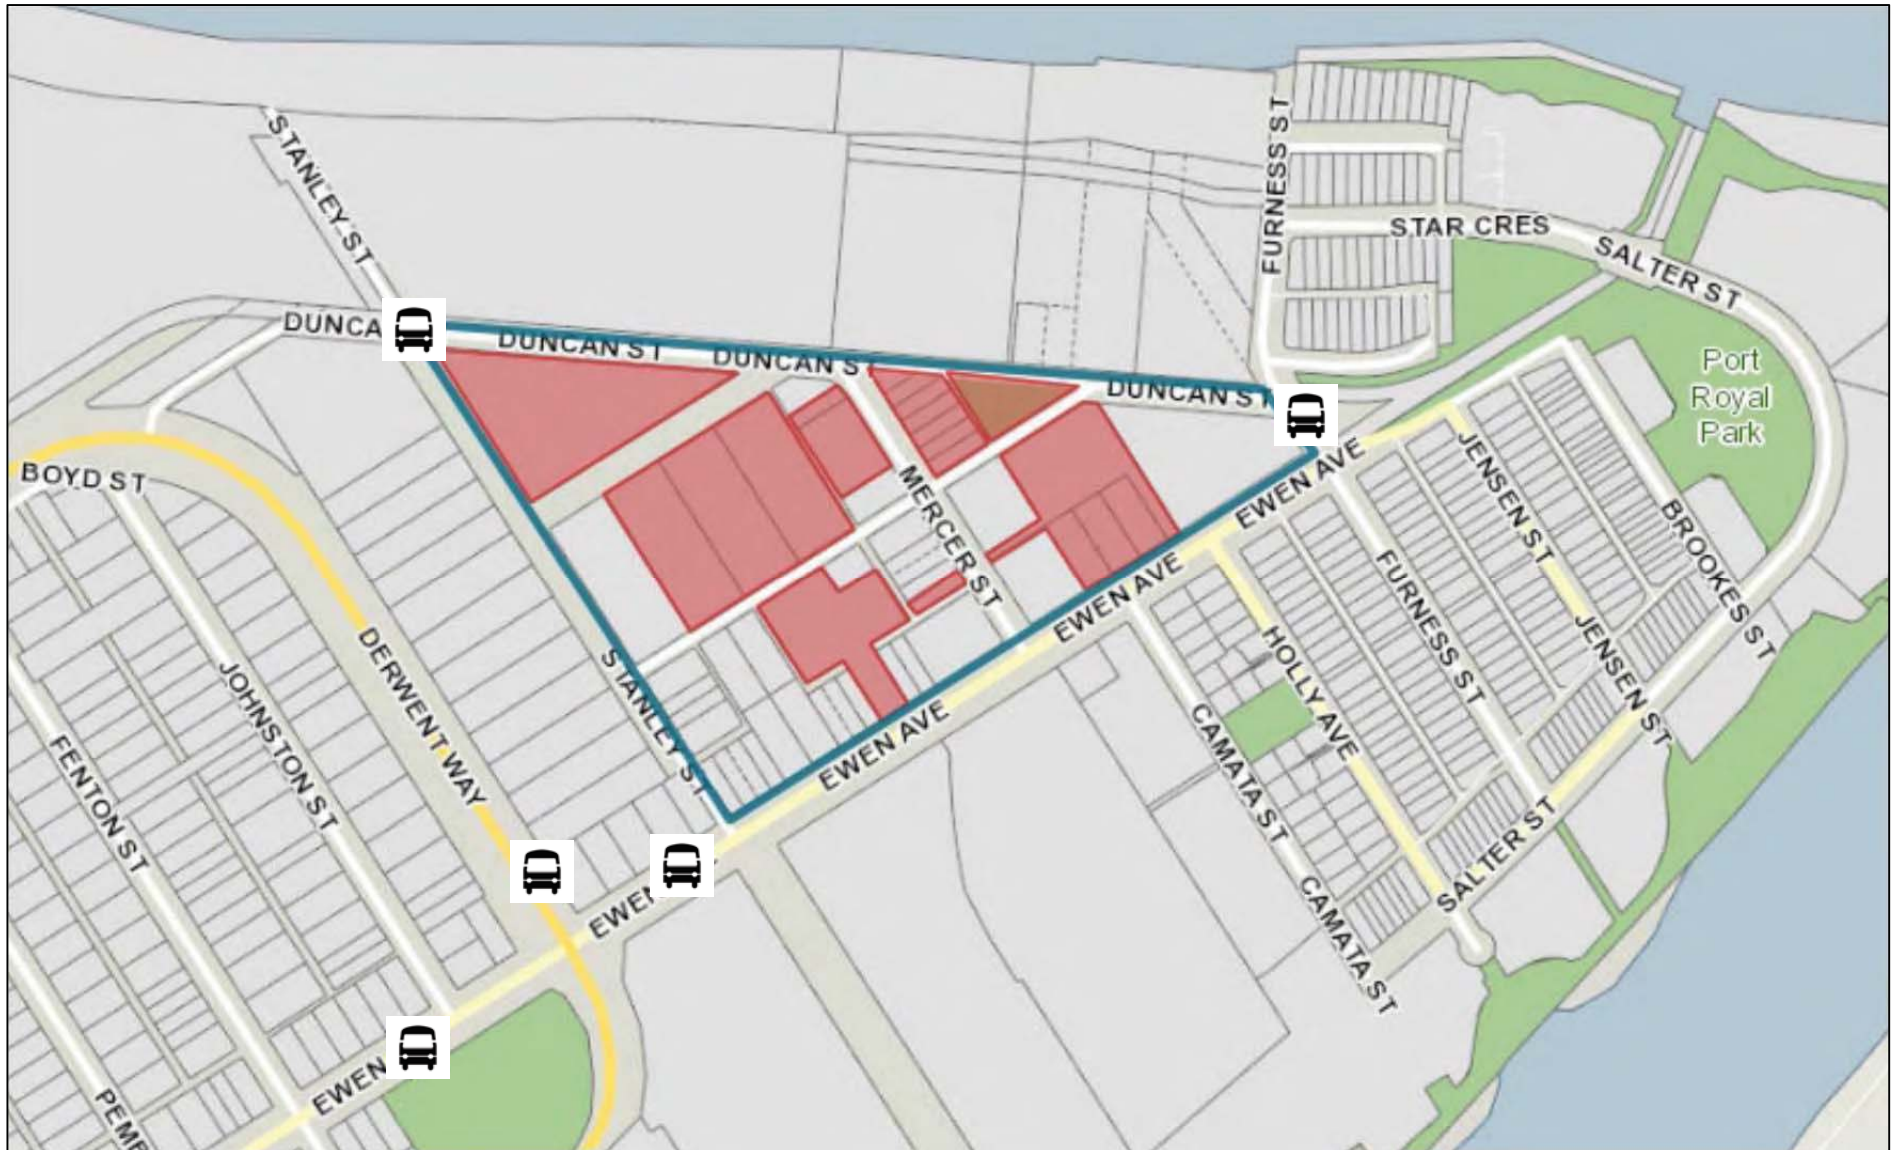 STANLEY ST
FURNESS ST
STAR CRES
SALTER ST
DUNCA
DUNCAN ST
DUNCAN S
DUNCAN ST
Port
Royal
Park
BOYD ST
MERCER ST
EWEN AVE
JENSEN ST
BROOKES ST
DERWENT WAY
STANLEY ST
EWEN AVE
FURNESS ST
JENSEN ST
HOLLY AVE
JOHNSTON ST
FENTON ST
EWEN AVE
CAMATA ST
SALTER ST
EWEN
CAMATA ST
EWEN
PEMB